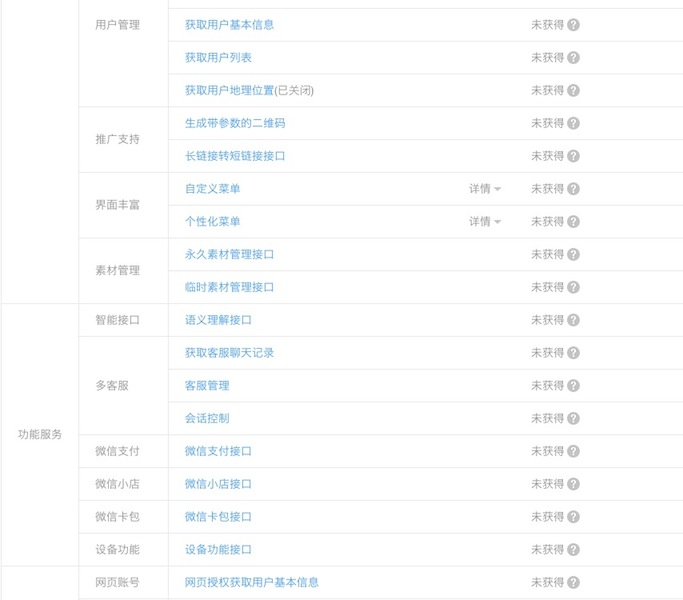 用户管理
获取用户基本信息 未获得 ?
获取用户列表 未获得 ?
获取用户地理位置(已关闭) 未获得 ?
推广支持
生成带参数的二维码 未获得 ?
长链接转短链接接口 未获得 ?
界面丰富
自定义菜单 详情 未获得 ?
个性化菜单 详情 未获得 ?
素材管理
永久素材管理接口 未获得 ?
临时素材管理接口 未获得 ?
功能服务
智能接口 语义理解接口 未获得 ?
多客服
获取客服聊天记录 未获得 ?
客服管理 未获得 ?
会话控制 未获得 ?
微信支付 微信支付接口 未获得 ?
微信小店 微信小店接口 未获得 ?
微信卡包 微信卡包接口 未获得 ?
设备功能 设备功能接口 未获得 ?
网页账号 网页授权获取用户基本信息 未获得 ?